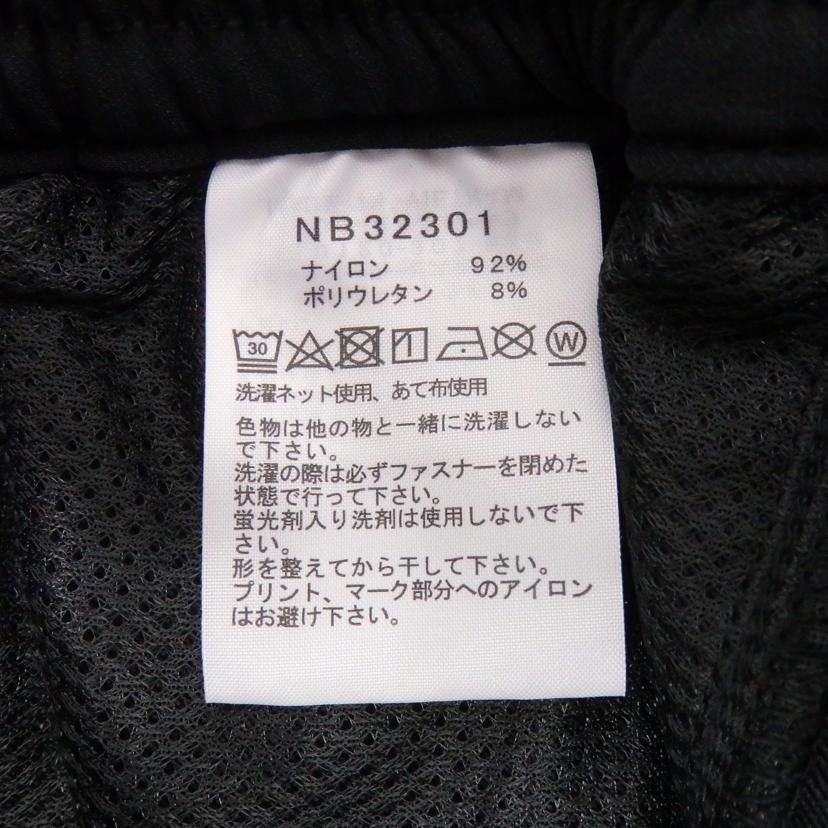 NB32301
ナイロン 92%
ポリウレタン 8%
30 W
洗濯ネット使用、あて布使用
色物は他の物と一緒に洗濯しない
で下さい。
洗濯の際は必ずファスナーを閉めた
状態で行って下さい。
蛍光剤入り洗剤は使用しないで下
さい。
形を整えてから干して下さい。
プリント、マーク部分へのアイロン
はお避け下さい。